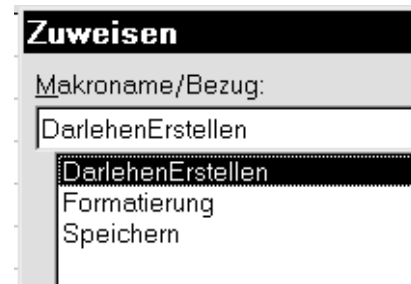 Zuweisen
Makroname/Bezug:
DarlehenErstellen
DarlehenErstellen
Formatierung
Speichern